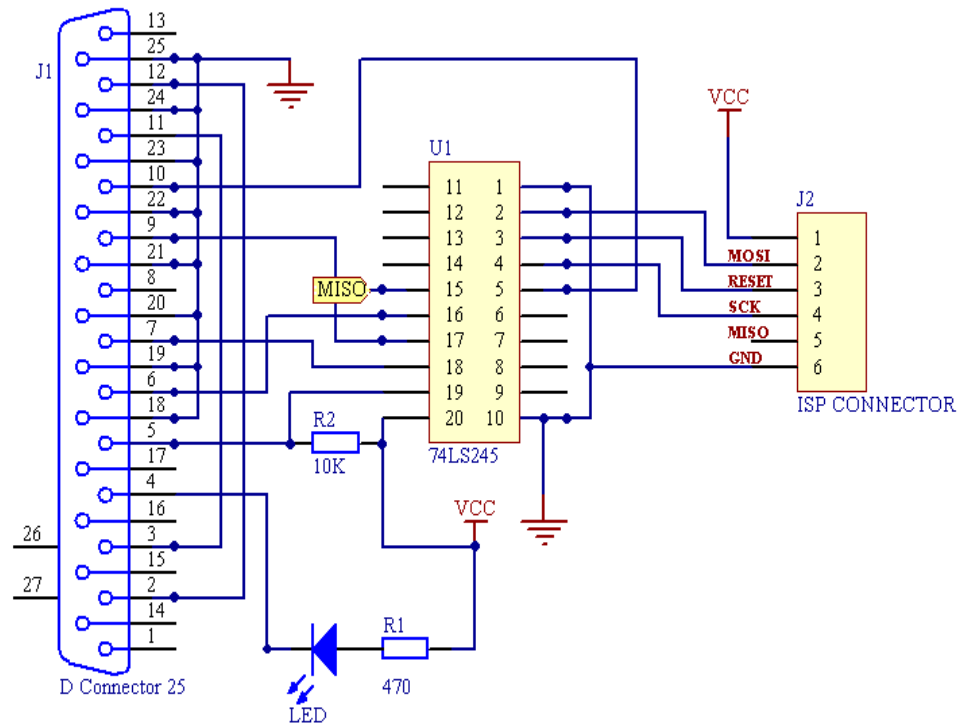 J1
13
25
12
24
11
23
10
22
9
21
8
20
7
19
6
18
5
17
4
16
3
15
2
14
1
26
27
D Connector 25
MISO
U1
11 1
12 2
13 3
14 4
15 5
16 6
17 7
18 8
19 9
20 10
74LS245
R2
10K
VCC
R1
470
LED
VCC
J2
1
MOSI 2
RESET 3
SCK 4
MISO 5
GND 6
ISP CONNECTOR